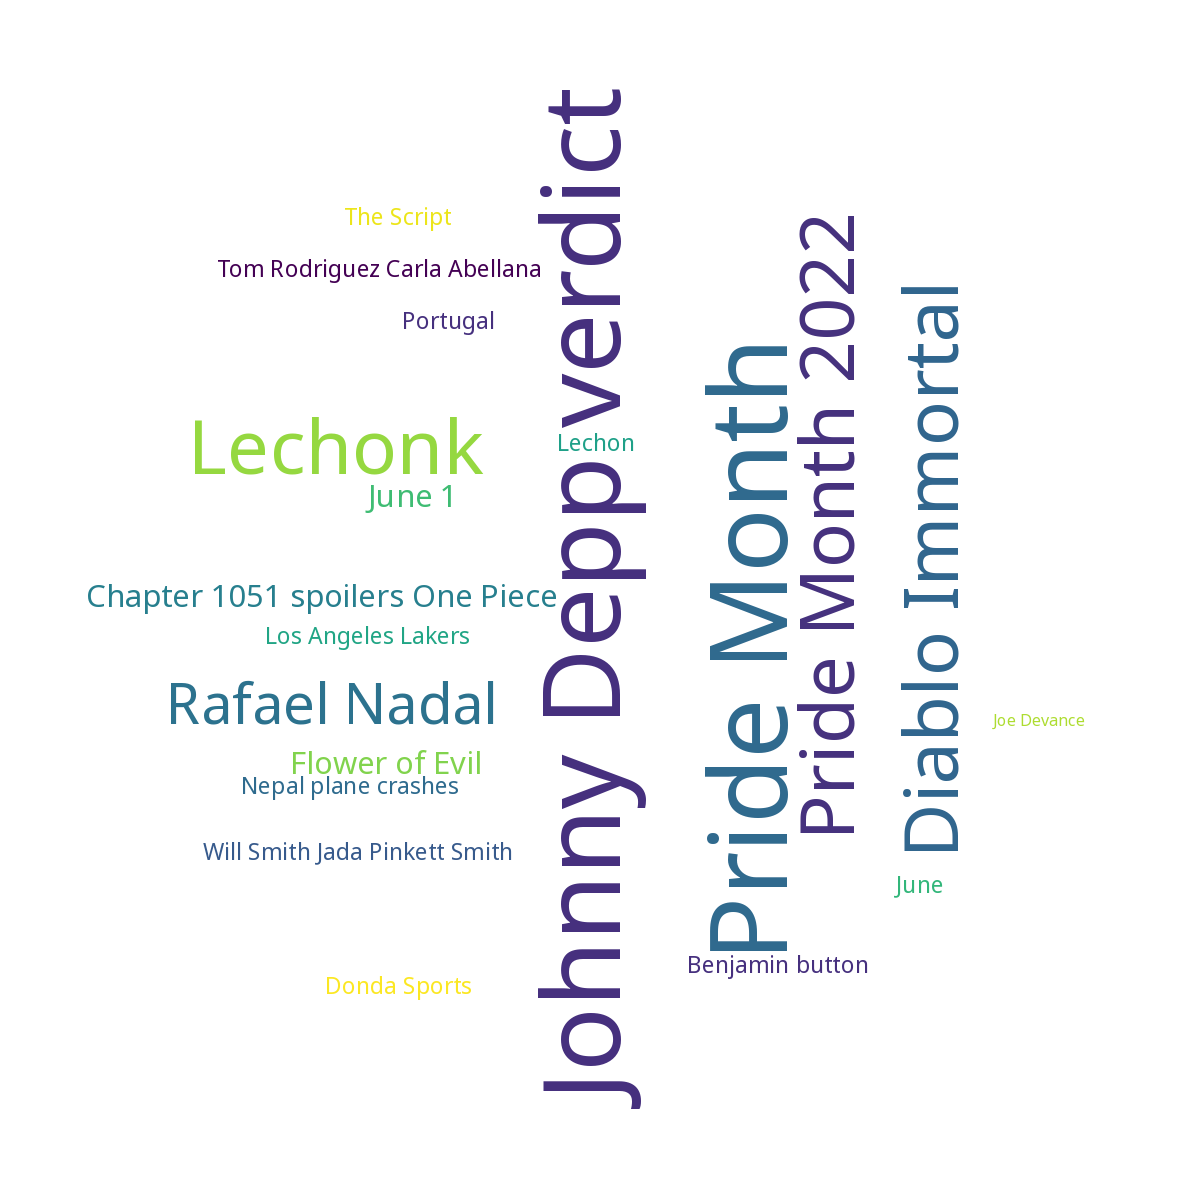 The Script
Tom Rodriguez Carla Abellana
Portugal
Lechonk
June 1
Chapter 1051 spoilers One Piece
Los Angeles Lakers
Rafael Nadal
Flower of Evil
Nepal plane crashes
Will Smith Jada Pinkett Smith
Donda Sports
Johnny Depp verdict
Lechon
Pride Month
Pride Month 2022
Diablo Immortal
Joe Devance
June
Benjamin button